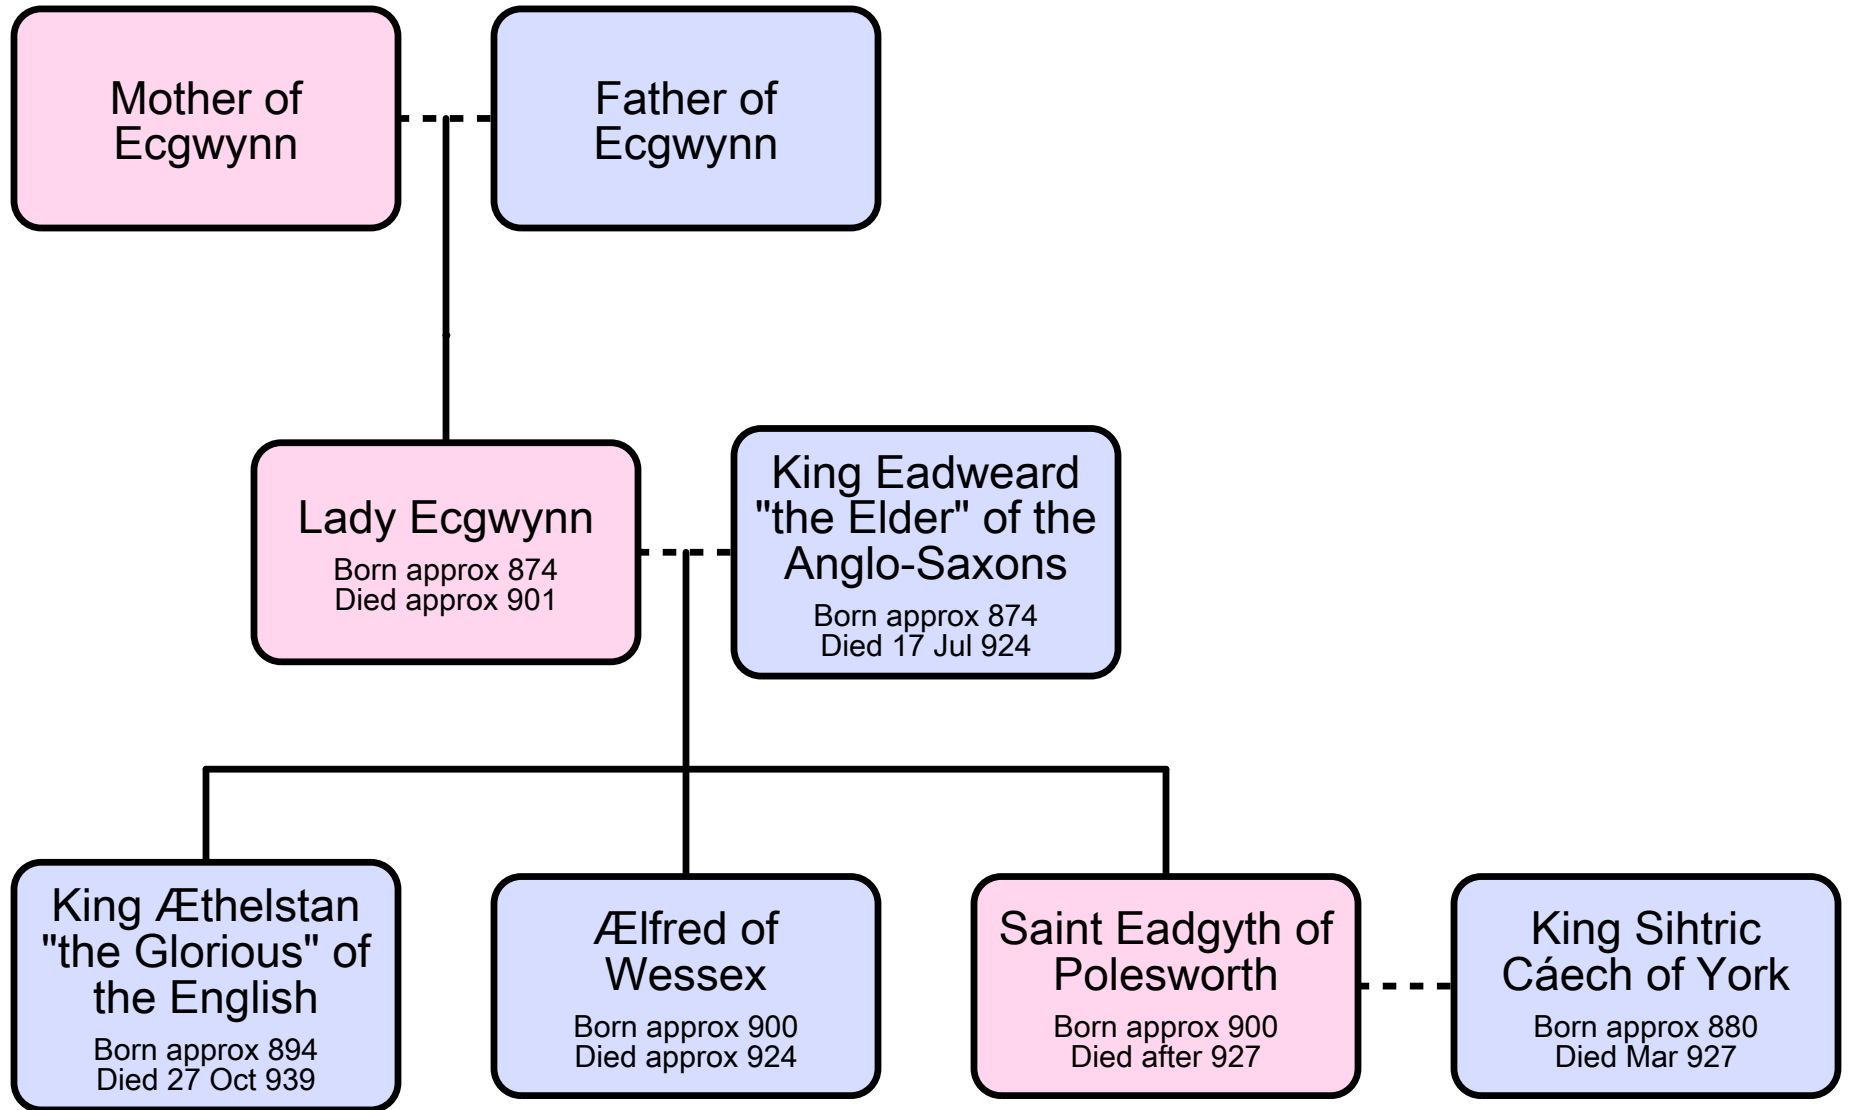 Mother of
Ecgwynn
Father of
Ecgwynn
Lady Ecgwynn
Born approx 874
Died approx 901
King Eadweard
"the Elder" of the
Anglo-Saxons
Born approx 874
Died 17 Jul 924
King Æthelstan
"the Glorious" of
the English
Born approx 894
Died 27 Oct 939
Ælfred of
Wessex
Born approx 900
Died approx 924
Saint Eadgyth of
Polesworth
Born approx 900
Died after 927
King Sihtric
Cáech of York
Born approx 880
Died Mar 927